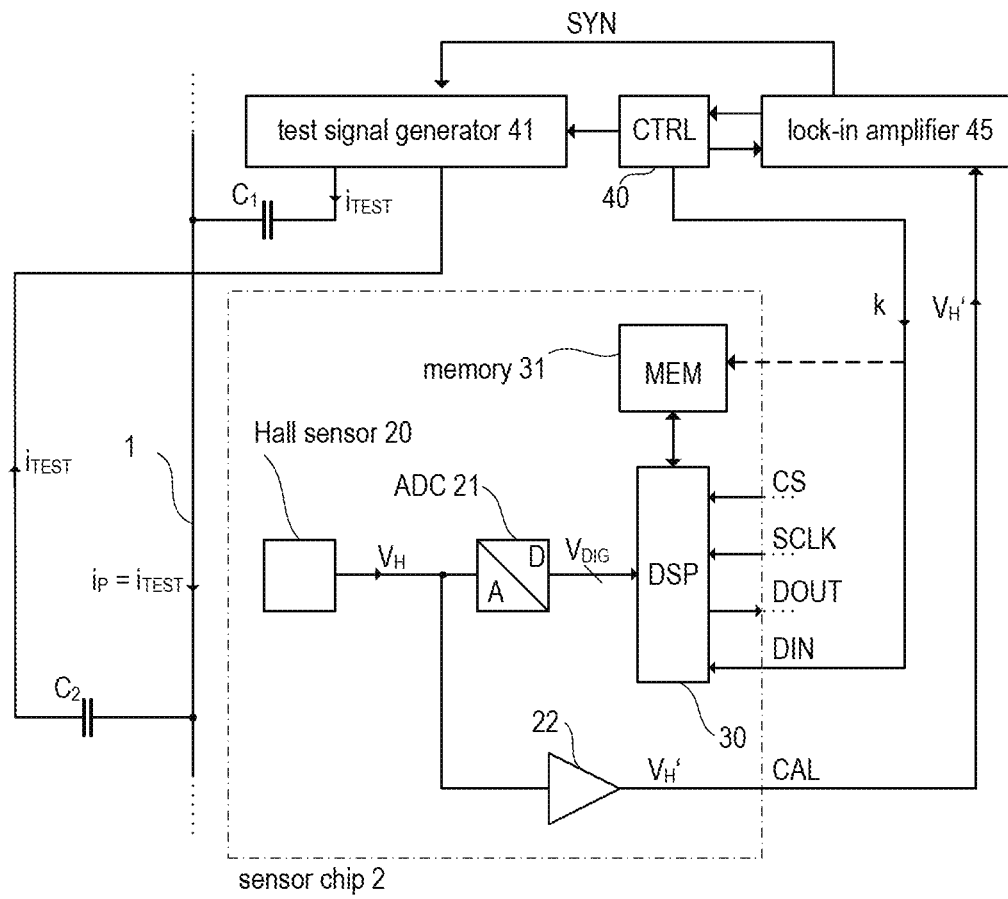 SYN
test signal generator 41
CTRL
lock-in amplifier 45
40
C1
iTEST
k
VH'
memory 31
MEM
Hall sensor 20
1
iTEST
ADC 21
CS
VH
D
A
VDIG
DSP
SCLK
DOUT
iP = iTEST
DIN
C2
22
30
VH'
CAL
sensor chip 2